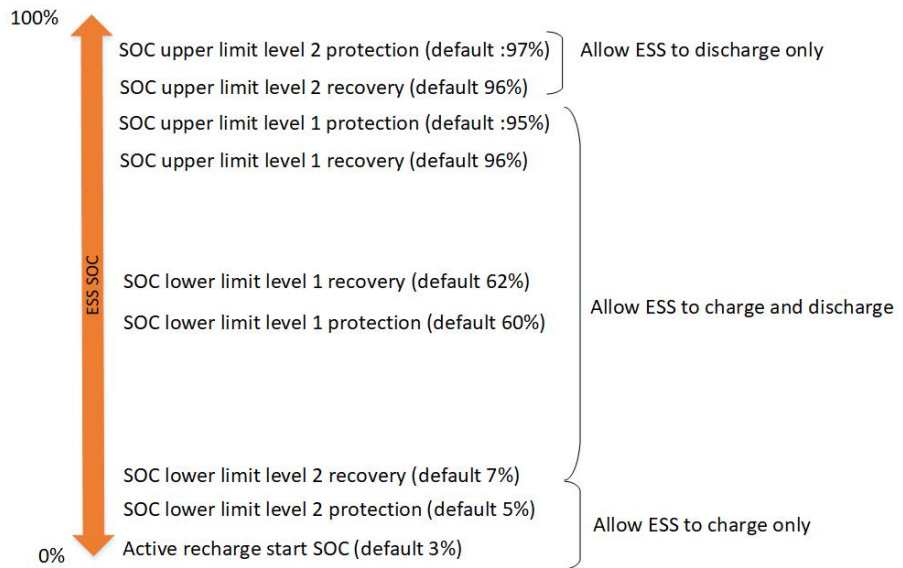 100%
SOC upper limit level 2 protection (default :97%)
Allow ESS to discharge only
SOC upper limit level 2 recovery (default 96%)
SOC upper limit level 1 protection (default :95%)
SOC upper limit level 1 recovery (default 96%)
ESS SOC
SOC lower limit level 1 recovery (default 62%)
Allow ESS to charge and discharge
SOC lower limit level 1 protection (default 60%)
SOC lower limit level 2 recovery (default 7%)
SOC lower limit level 2 protection (default 5%)
Allow ESS to charge only
Active recharge start SOC (default 3%)
0%